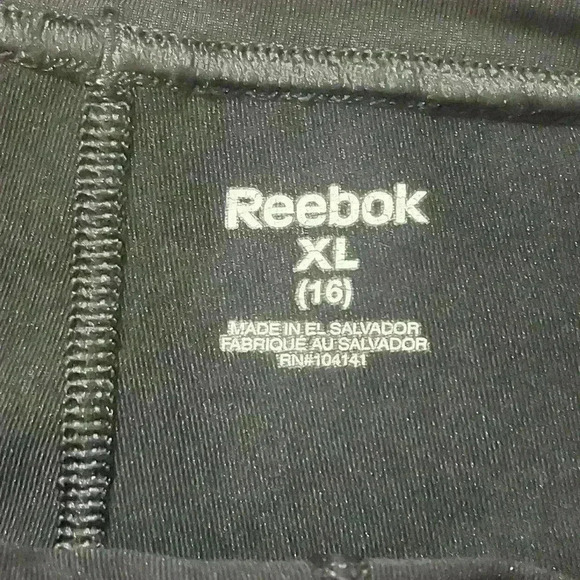 Reebok
XL
(16)
MADE IN EL SALVADOR
FABRIQUÉ AU SALVADOR
RN#104141